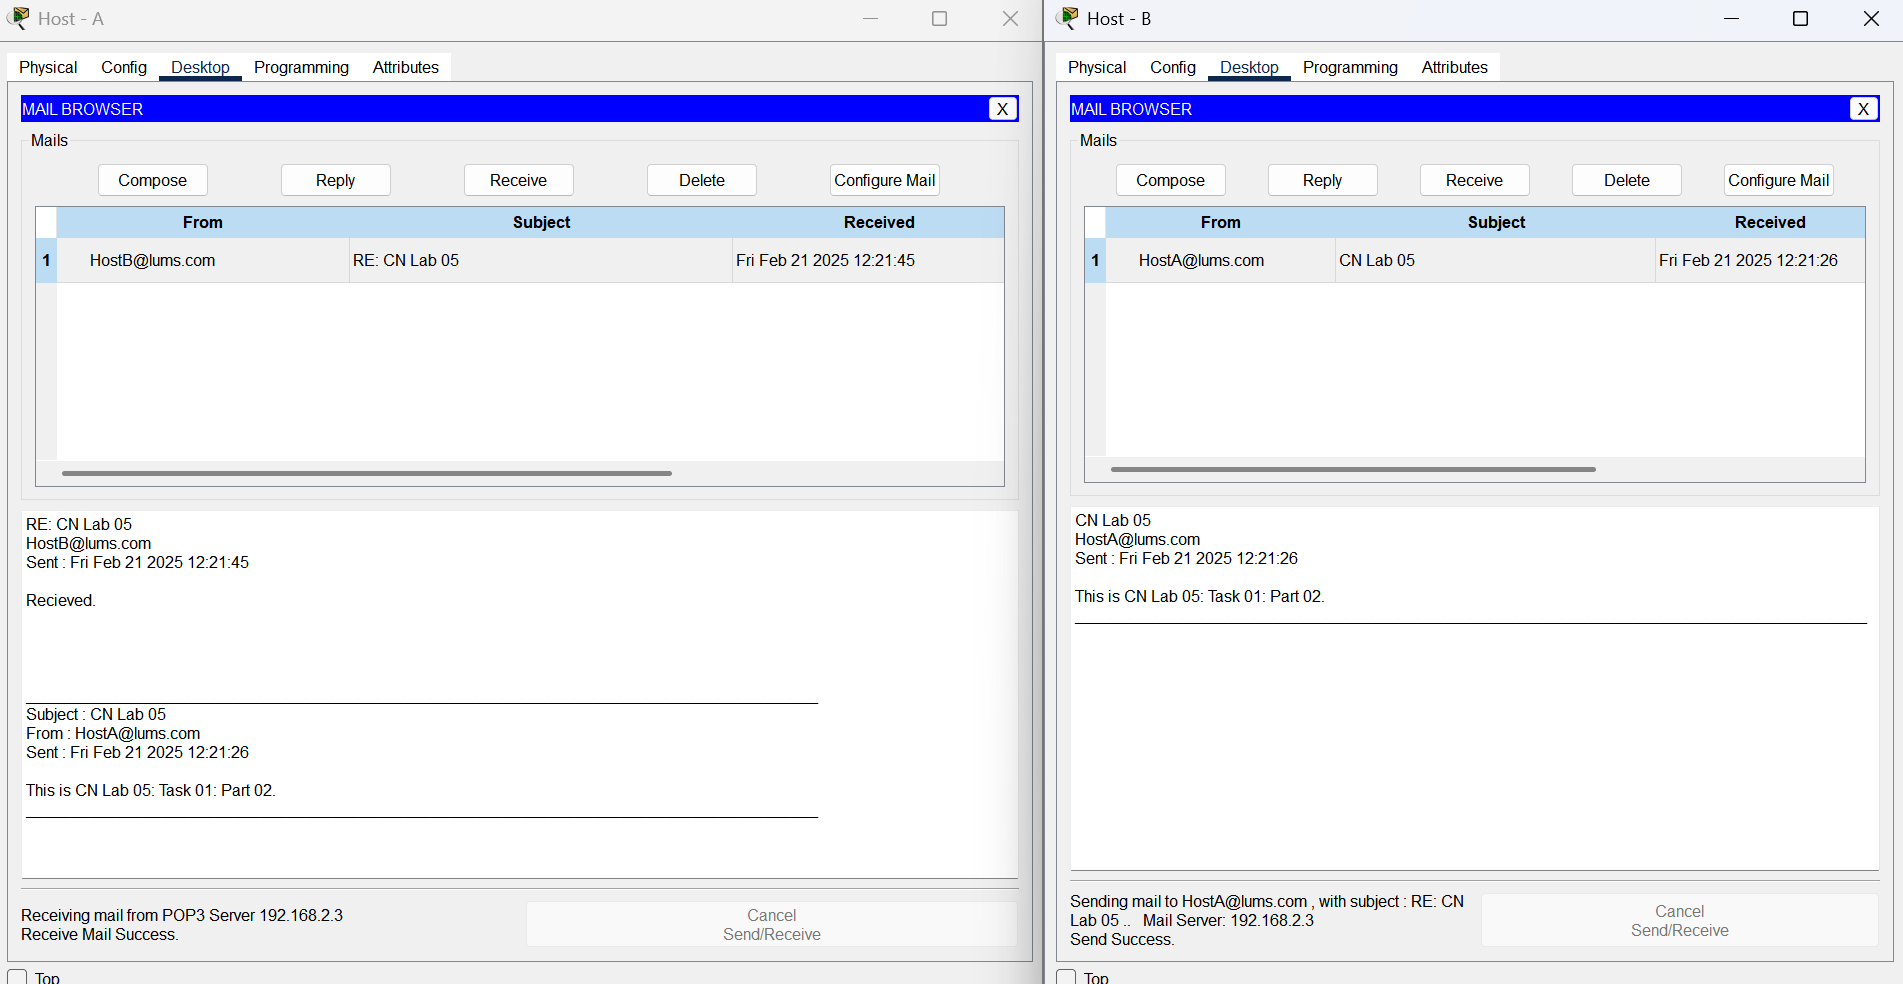 Host - A
Physical Config Desktop Programming Attributes
MAIL BROWSER X
Mails
Compose Reply Receive Delete Configure Mail
From Subject Received
1 HostB@lums.com RE: CN Lab 05 Fri Feb 21 2025 12:21:45
RE: CN Lab 05
HostB@lums.com
Sent : Fri Feb 21 2025 12:21:45
Recieved.
Subject : CN Lab 05
From : HostA@lums.com
Sent : Fri Feb 21 2025 12:21:26
This is CN Lab 05: Task 01: Part 02.
Receiving mail from POP3 Server 192.168.2.3
Receive Mail Success.
Cancel
Send/Receive
Top
Host - B
Physical Config Desktop Programming Attributes
MAIL BROWSER X
Mails
Compose Reply Receive Delete Configure Mail
From Subject Received
1 HostA@lums.com CN Lab 05 Fri Feb 21 2025 12:21:26
CN Lab 05
HostA@lums.com
Sent : Fri Feb 21 2025 12:21:26
This is CN Lab 05: Task 01: Part 02.
Sending mail to HostA@lums.com , with subject : RE: CN
Lab 05 .. Mail Server: 192.168.2.3
Send Success.
Cancel
Send/Receive
Top